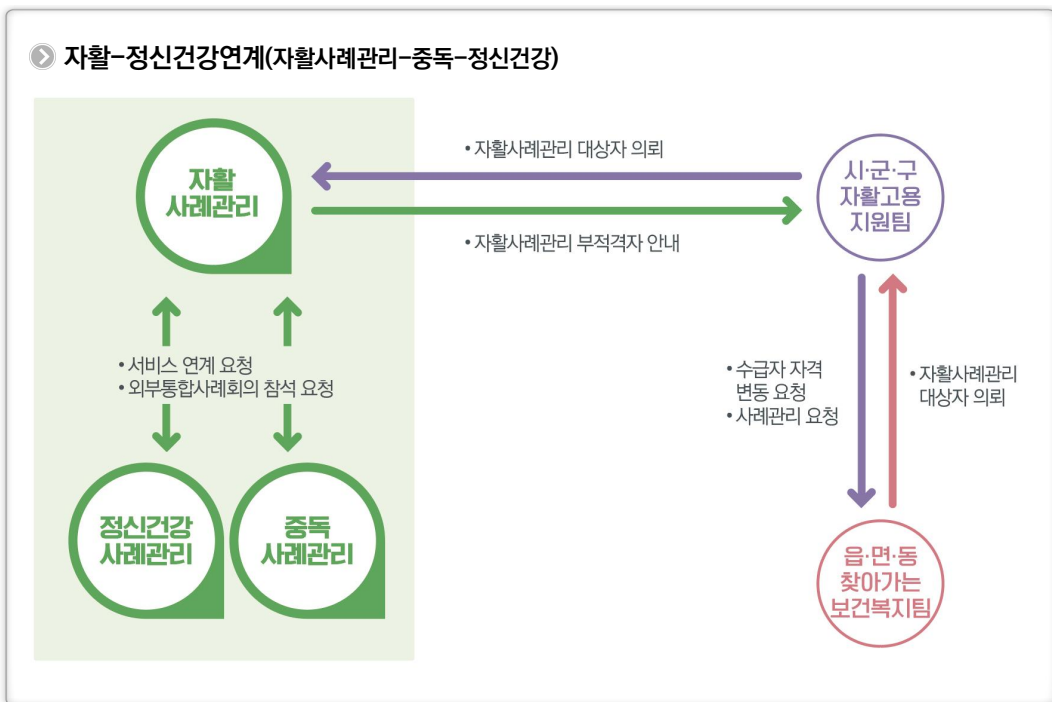 자활-정신건강연계(자활사례관리-중독-정신건강)
자활
사례관리
• 자활사례관리 대상자 의뢰
• 자활사례관리 부적격자 안내
시·군·구
자활고용
지원팀
• 서비스 연계 요청
• 외부통합사례회의 참석 요청
• 수급자 자격
변동 요청
• 사례관리 요청
• 자활사례관리
대상자 의뢰
정신건강
사례관리
중독
사례관리
읍·면·동
찾아가는
보건복지팀